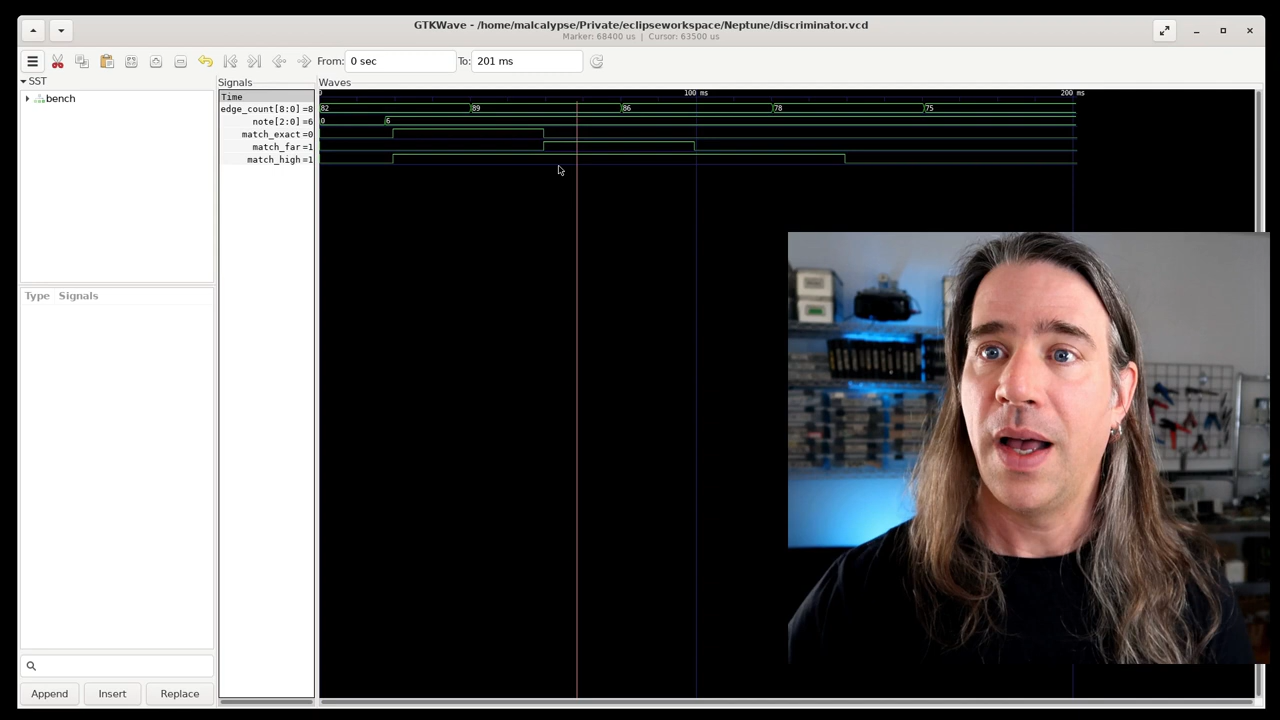 GTKWave - /home/malcalypse/Private/eclipseworkspace/Neptune/discriminator.vcd
Marker: 68400 us | Cursor: 63500 us
From: 0 sec To: 201 ms
SST
bench
Type Signals
Append Insert Replace
Signals
Time
edge_count[8:0]=8
note[2:0]=6
match_exact=0
match_far=1
match_high=1
Waves
0 100 ms 200 ms
82 89 86 78 75
0 6